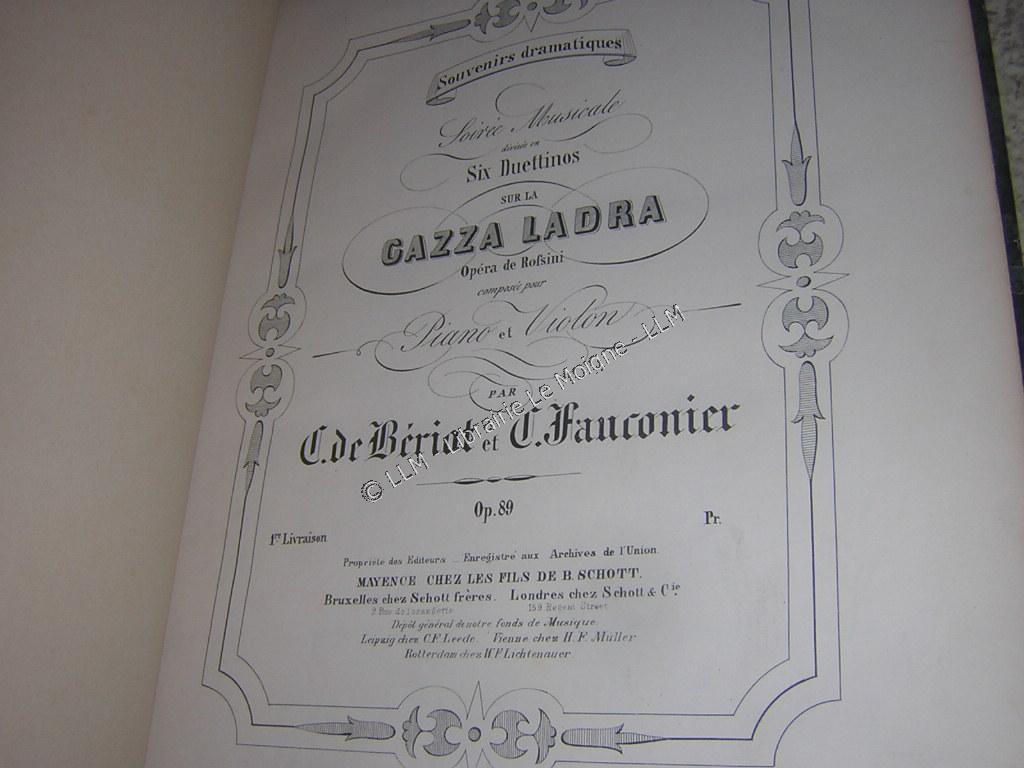 Souvenirs dramatiques
Soirée Musicale
divisée en
Six Duettinos
SUR LA
GAZZA LADRA
Opéra de Rofsini
composée pour
Piano et Violon
PAR
C. de Bériot et C. Fauconier
Op. 89
1re Livraison
Pr.
Propriété des Editeurs _ Enregistré aux Archives de l'Union.
MAYENCE CHEZ LES FILS DE B. SCHOTT.
Bruxelles chez Schott frères. Londres chez Schott & Cie
159 Regent Street
Dépôt général de notre fonds de Musique.
Leipzig chez C.F. Leede. Vienne chez H.F. Müller
Rotterdam chez W.F. Lichtenauer.
© LLM - Librairie Le Moigne - LLM